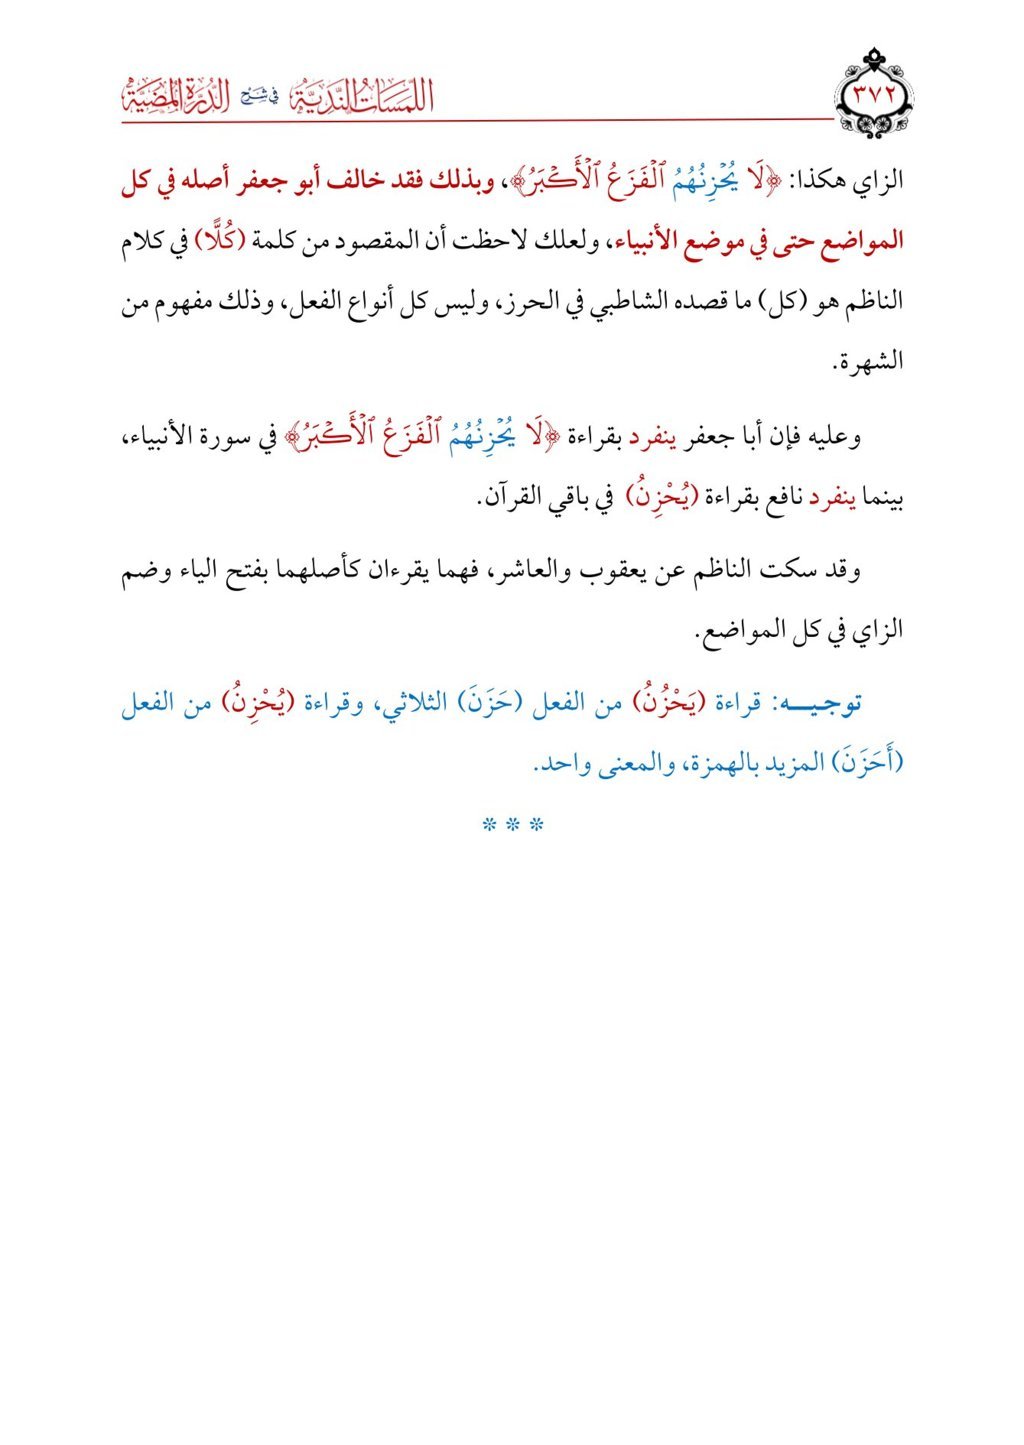 ٣٧٢
اللمسات الندية في شرح الدرة المضية
الزاي هكذا: ﴿لَا يُحْزِنُهُمُ ٱلْفَزَعُ ٱلْأَكْبَرُ﴾، وبذلك فقد خالف أبو جعفر أصله في كل
المواضع حتى في موضع الأنبياء، ولعلك لاحظت أن المقصود من كلمة (كُلًّا) في كلام
الناظم هو (كل) ما قصده الشاطبي في الحرز، وليس كل أنواع الفعل، وذلك مفهوم من
الشهرة.
وعليه فإن أبا جعفر ينفرد بقراءة ﴿لَا يُحْزِنُهُمُ ٱلْفَزَعُ ٱلْأَكْبَرُ﴾ في سورة الأنبياء،
بينما ينفرد نافع بقراءة (يُحْزِنُ) في باقي القرآن.
وقد سكت الناظم عن يعقوب والعاشر، فهما يقرءان كأصلهما بفتح الياء وضم
الزاي في كل المواضع.
توجيـــه: قراءة (يَحْزُنُ) من الفعل (حَزَنَ) الثلاثي، وقراءة (يُحْزِنُ) من الفعل
(أَحَزَنَ) المزيد بالهمزة، والمعنى واحد.
* * *